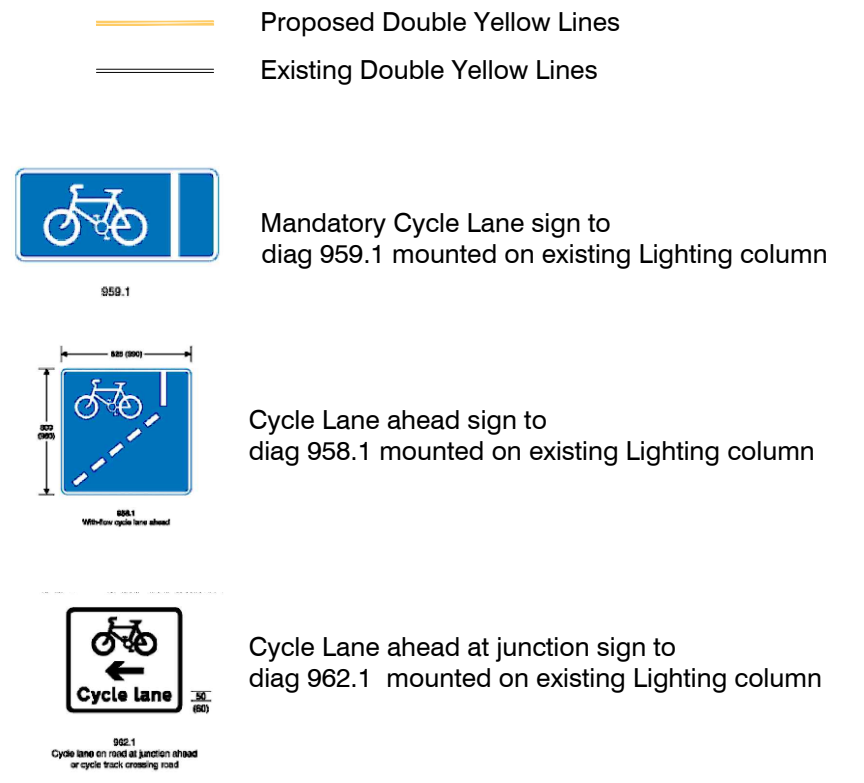 Proposed Double Yellow Lines
Existing Double Yellow Lines
Mandatory Cycle Lane sign to
diag 959.1 mounted on existing Lighting column
959.1
825 (990)
800
(960)
Cycle Lane ahead sign to
diag 958.1 mounted on existing Lighting column
958.1
With-flow cycle lane ahead
Cycle lane
50
(60)
Cycle Lane ahead at junction sign to
diag 962.1 mounted on existing Lighting column
962.1
Cycle lane on road at junction ahead
or cycle track crossing road